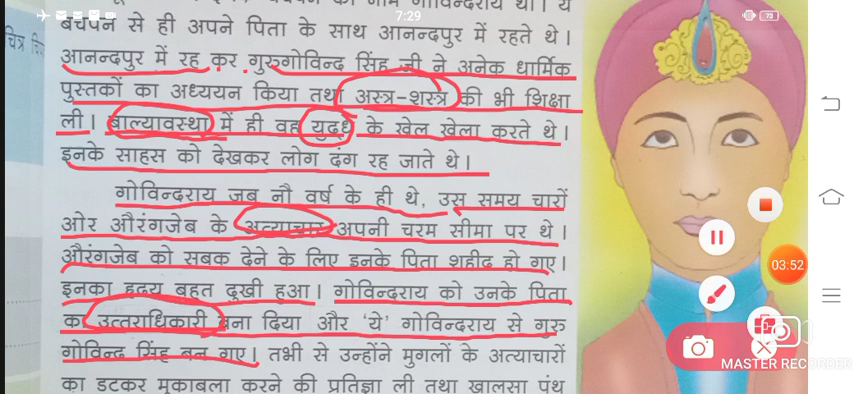 7:29
73
चित्र
बचपन से ही अपने पिता के साथ आनन्दपुर में रहते थे।
आनन्दपुर में रह कर गुरुगोविन्द सिंह जी ने अनेक धार्मिक
पुस्तकों का अध्ययन किया तथा अस्त्र-शस्त्र की भी शिक्षा
ली। बाल्यावस्था में ही वह युद्ध के खेल खेला करते थे।
इनके साहस को देखकर लोग दंग रह जाते थे।
गोविन्दराय जब नौ वर्ष के ही थे, उस समय चारों
ओर औरंगजेब के अत्याचार अपनी चरम सीमा पर थे।
औरंगजेब को सबक देने के लिए इनके पिता शहीद हो गए।
इनका हृदय बहुत दुखी हुआ। गोविन्दराय को उनके पिता
का उत्तराधिकारी बना दिया और 'ये' गोविन्दराय से गुरु
गोविन्द सिंह बन गए। तभी से उन्होंने मुगलों के अत्याचारों
का डटकर मुकाबला करने की प्रतिज्ञा ली तथा खालसा पंथ
03:52
MASTER RECORDER